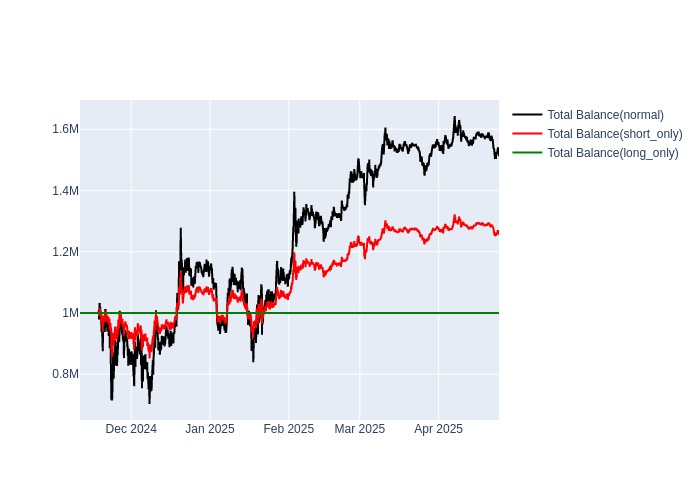 1.6M
1.4M
1.2M
1M
0.8M
Dec 2024
Jan 2025
Feb 2025
Mar 2025
Apr 2025
Total Balance(normal)
Total Balance(short_only)
Total Balance(long_only)